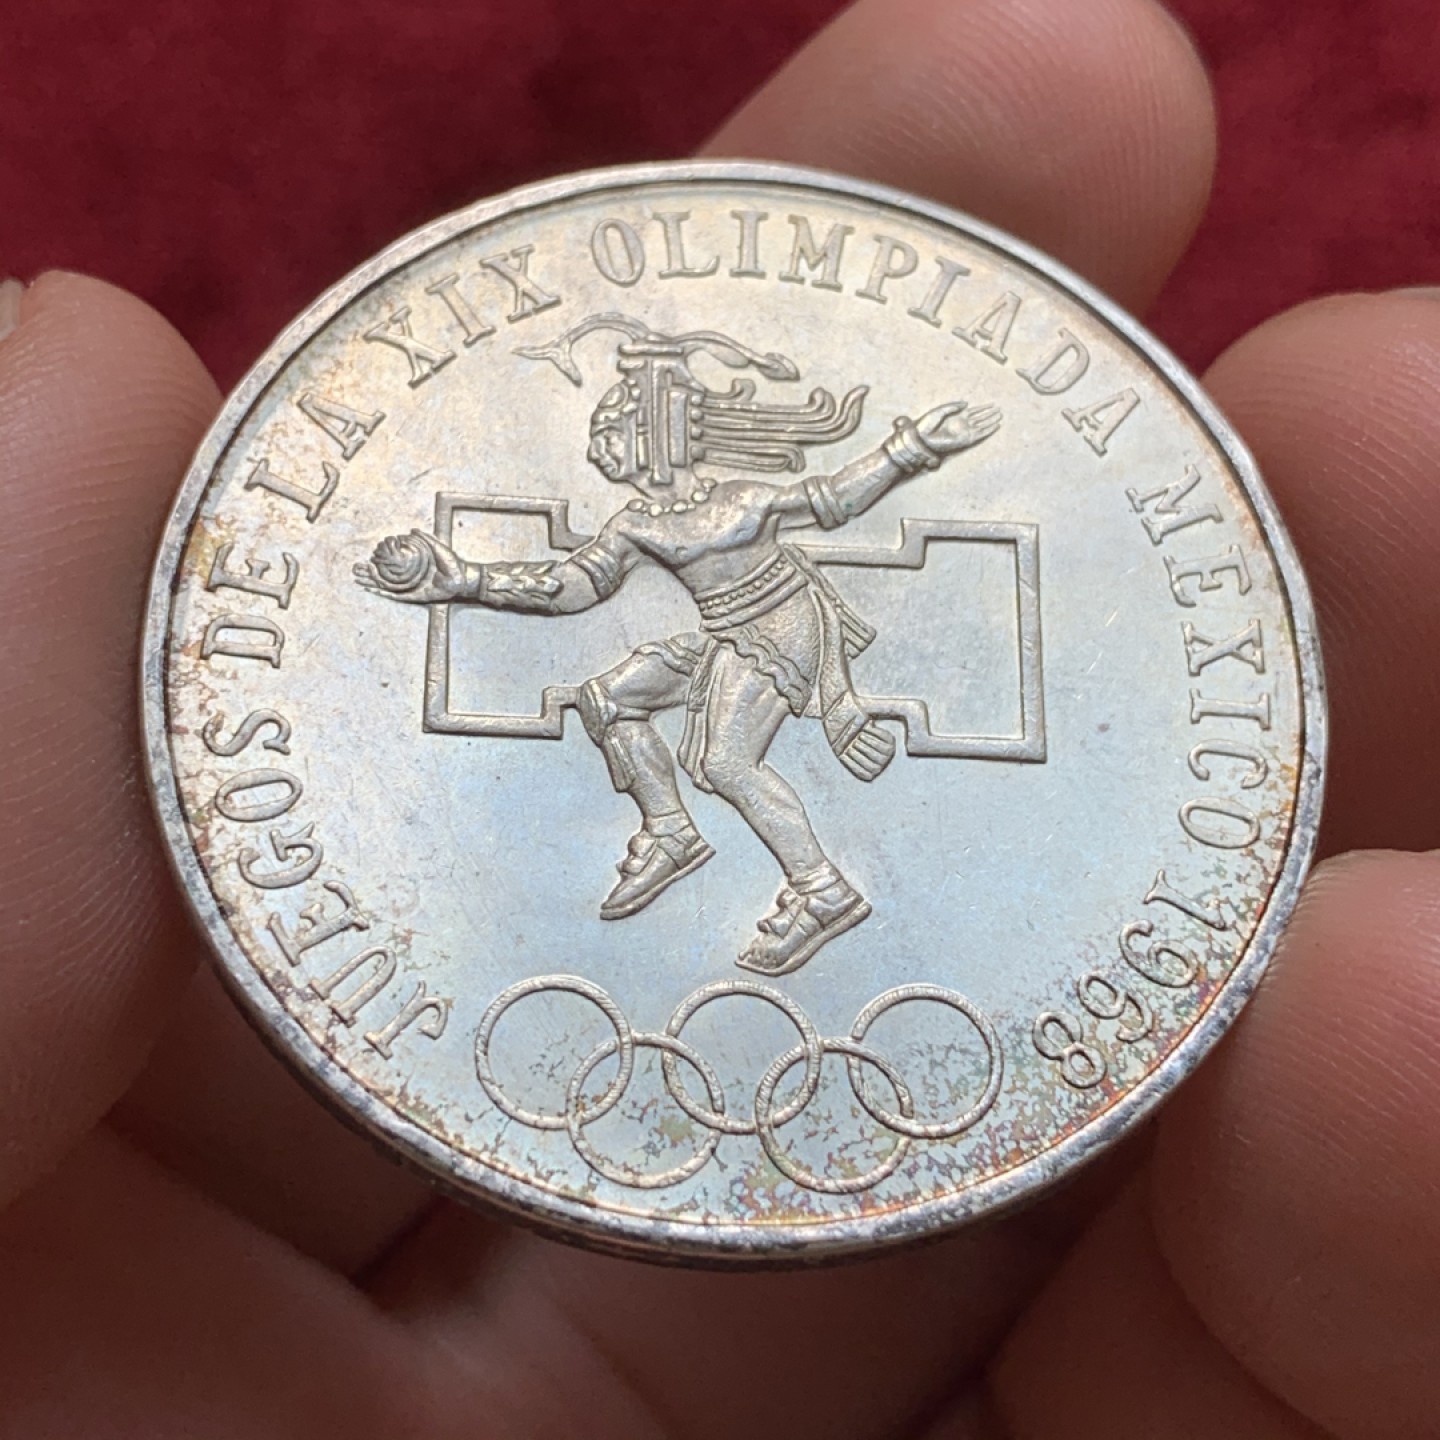 JUEGOS DE LA XIX OLIMPIADA MEXICO 1968